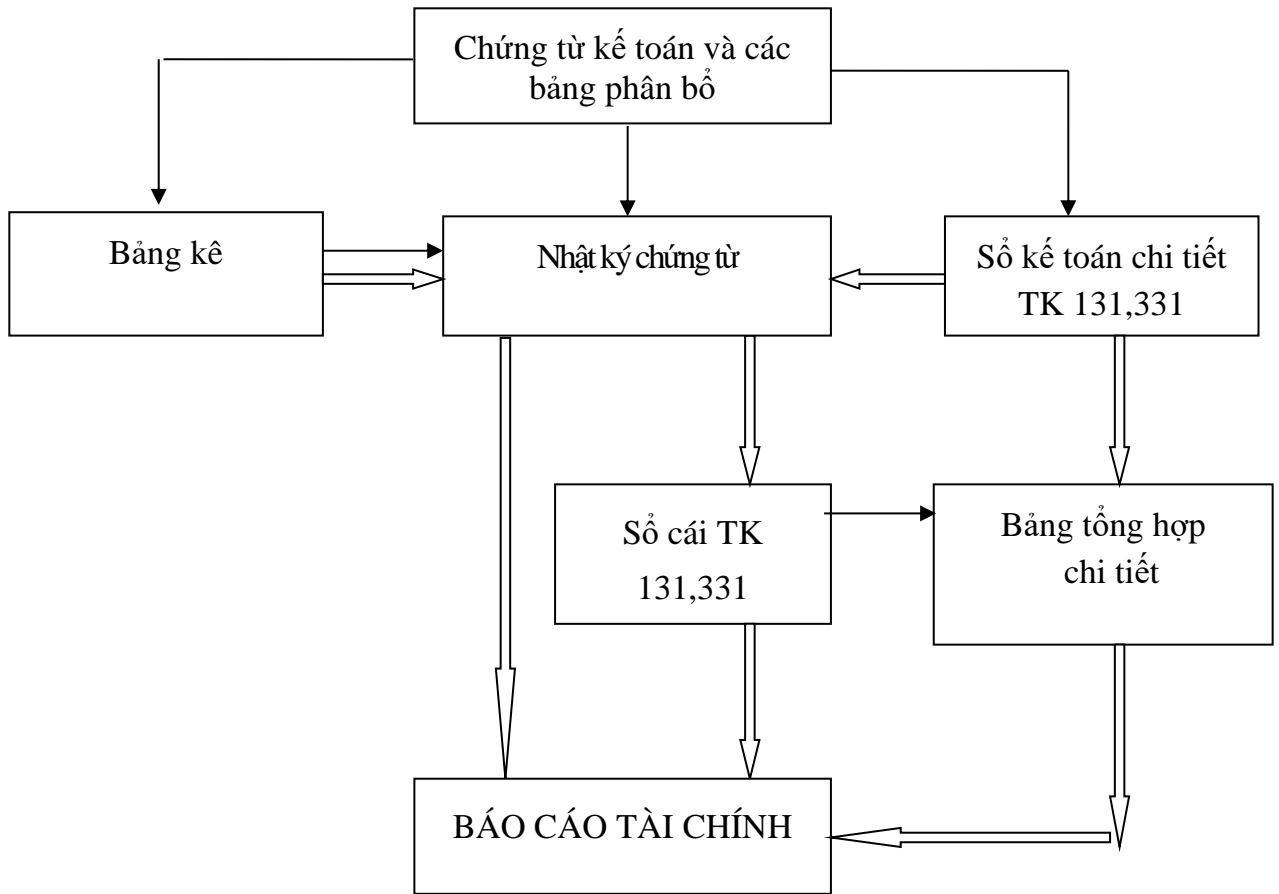 Chứng từ kế toán và các
bảng phân bổ
Bảng kê
Nhật ký chứng từ
Sổ kế toán chi tiết
TK 131,331
Sổ cái TK
131,331
Bảng tổng hợp
chi tiết
BÁO CÁO TÀI CHÍNH